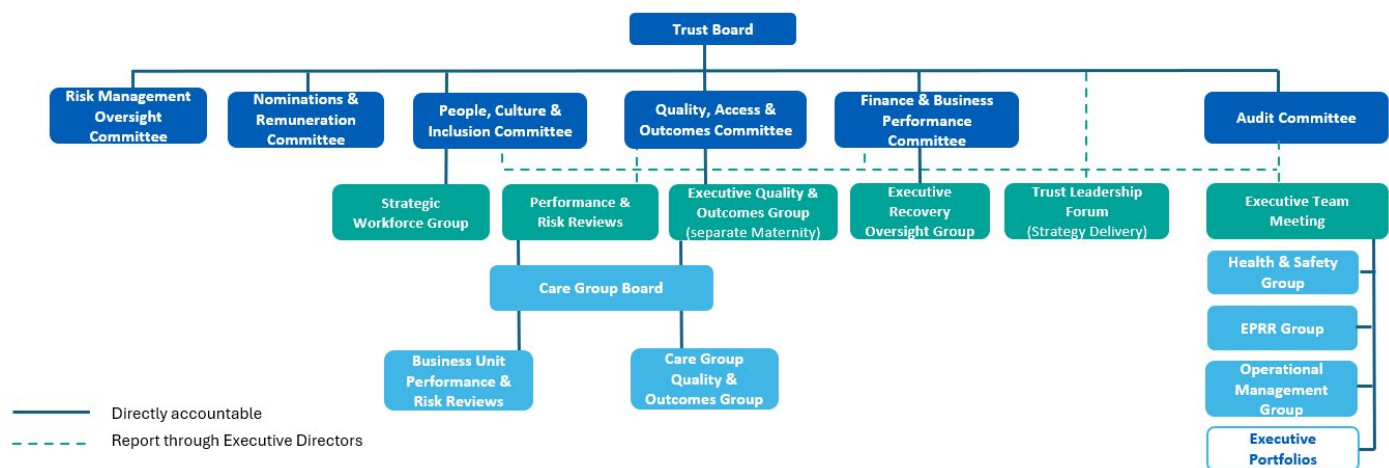 Trust Board
Risk Management
Oversight
Committee
Nominations &
Remuneration
Committee
People, Culture &
Inclusion Committee
Quality, Access &
Outcomes Committee
Finance & Business
Performance
Committee
Audit Committee
Strategic
Workforce Group
Performance &
Risk Reviews
Executive Quality &
Outcomes Group
(separate Maternity)
Executive
Recovery
Oversight Group
Trust Leadership
Forum
(Strategy Delivery)
Executive Team
Meeting
Health & Safety
Group
Care Group Board
EPRR Group
Business Unit
Performance &
Risk Reviews
Care Group
Quality &
Outcomes Group
Operational
Management
Group
Executive
Portfolios
Directly accountable
Report through Executive Directors